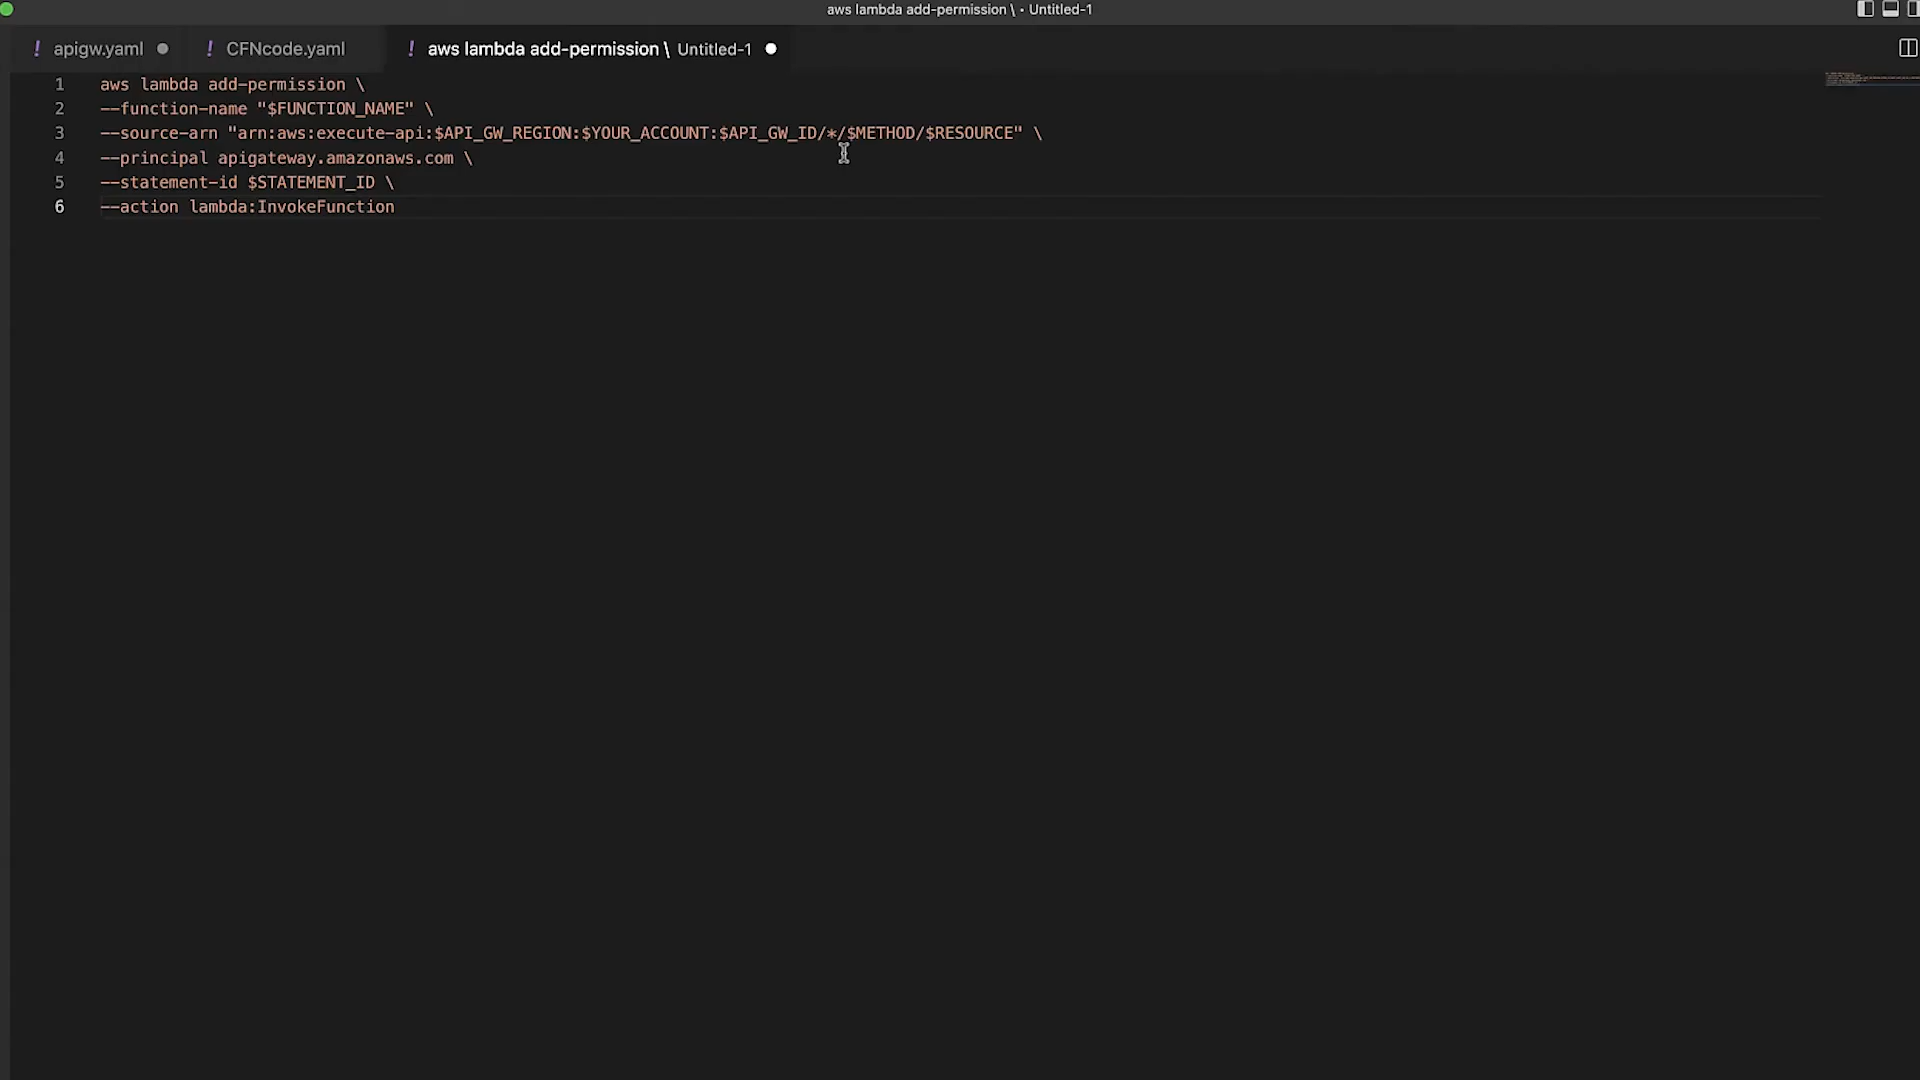 aws lambda add-permission \ • Untitled-1
! apigw.yaml ● ! CFNcode.yaml ! aws lambda add-permission \ Untitled-1 ●
1 aws lambda add-permission \
2 --function-name "$FUNCTION_NAME" \
3 --source-arn "arn:aws:execute-api:$API_GW_REGION:$YOUR_ACCOUNT:$API_GW_ID/*/$METHOD/$RESOURCE" \
4 --principal apigateway.amazonaws.com \
5 --statement-id $STATEMENT_ID \
6 --action lambda:InvokeFunction